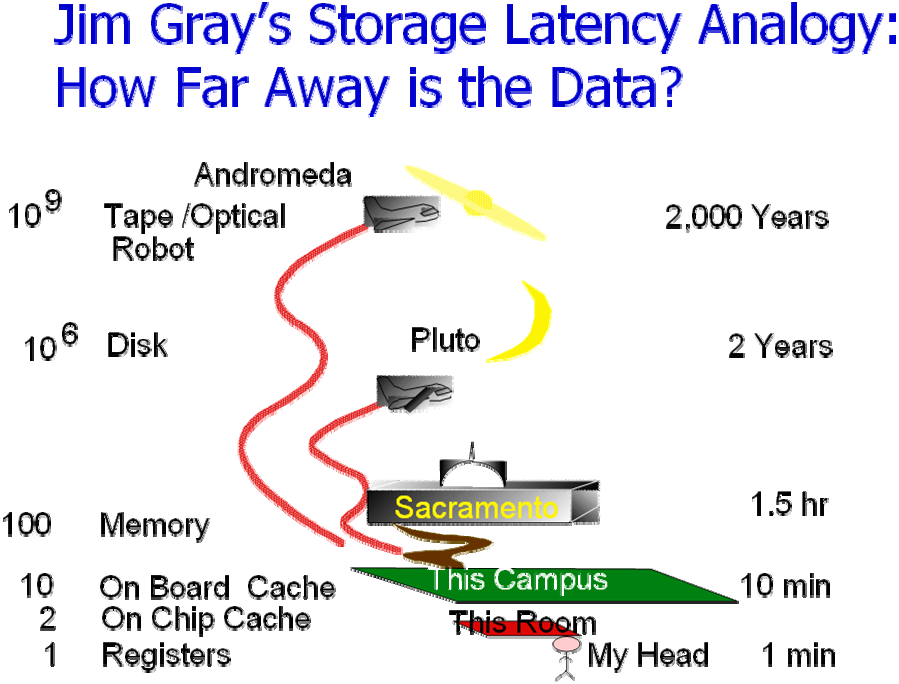 Jim Gray's Storage Latency Analogy:
How Far Away is the Data?
Andromeda
10 9 Tape /Optical 2,000 Years
Robot
10 6 Disk Pluto 2 Years
Sacramento 1.5 hr
100 Memory
This Campus
10 On Board Cache 10 min
2 On Chip Cache This Room
1 Registers My Head 1 min